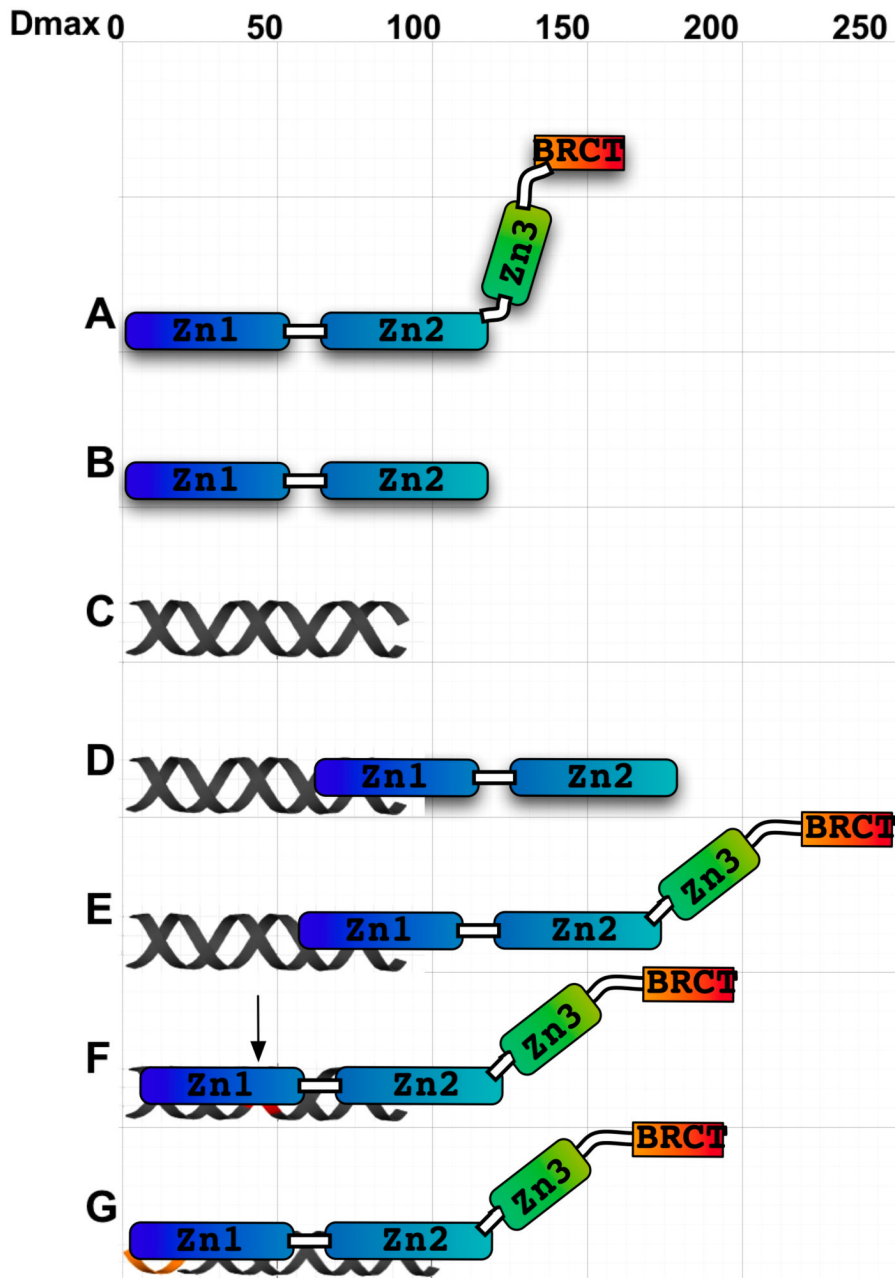 Dmax 0 50 100 150 200 250
BRCT
Zn3
A Zn1 Zn2
B Zn1 Zn2
C
D Zn1 Zn2
BRCT
Zn3
E Zn1 Zn2
BRCT
Zn3
F Zn1 Zn2
BRCT
Zn3
G Zn1 Zn2